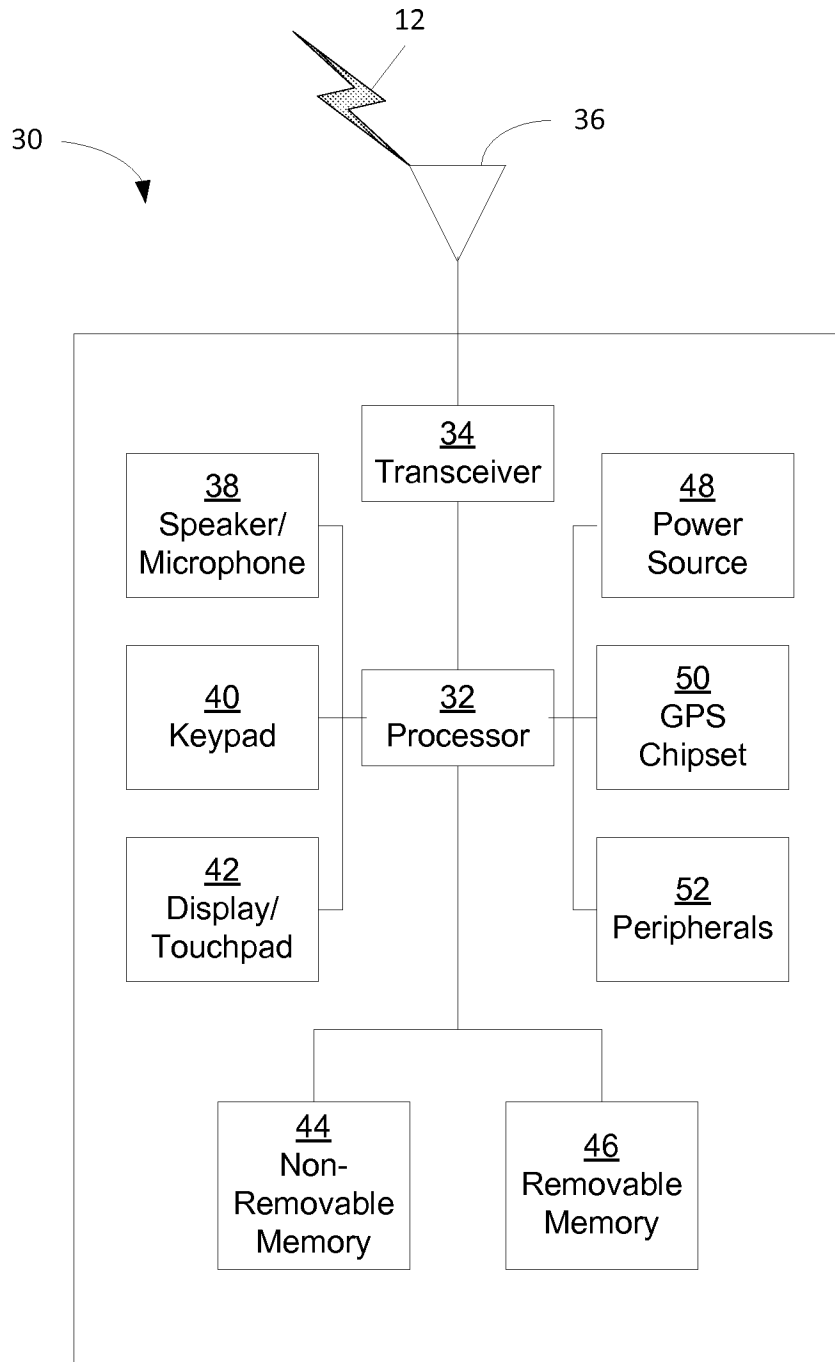 12
36
30
34
Transceiver
38
Speaker/
Microphone
48
Power
Source
40
Keypad
32
Processor
50
GPS
Chipset
42
Display/
Touchpad
52
Peripherals
44
Non-
Removable
Memory
46
Removable
Memory